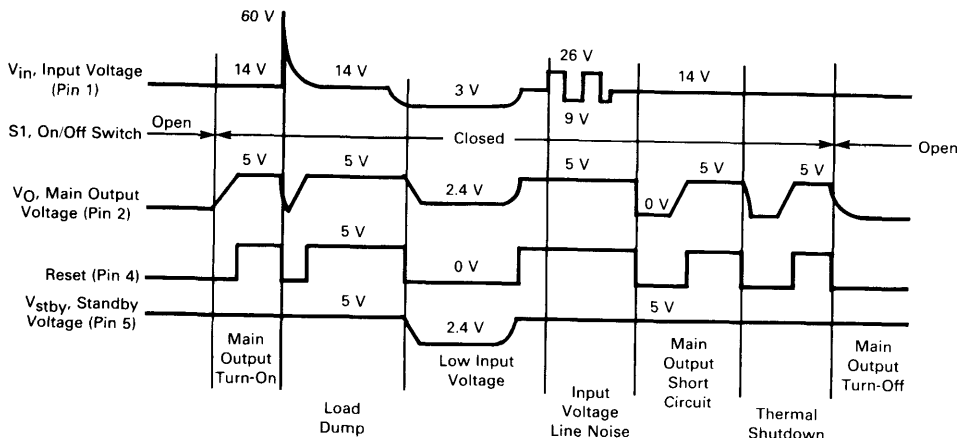 60 V
Vin, Input Voltage
(Pin 1)
14 V
14 V
3 V
26 V
9 V
14 V
S1, On/Off Switch
Open
Closed
Open
VO, Main Output
Voltage (Pin 2)
5 V
5 V
2.4 V
5 V
0 V
5 V
5 V
Reset (Pin 4)
5 V
0 V
Vstby, Standby
Voltage (Pin 5)
5 V
2.4 V
5 V
Main
Output
Turn-On
Load
Dump
Low Input
Voltage
Input
Voltage
Line Noise
Main
Output
Short
Circuit
Thermal
Shutdown
Main
Output
Turn-Off